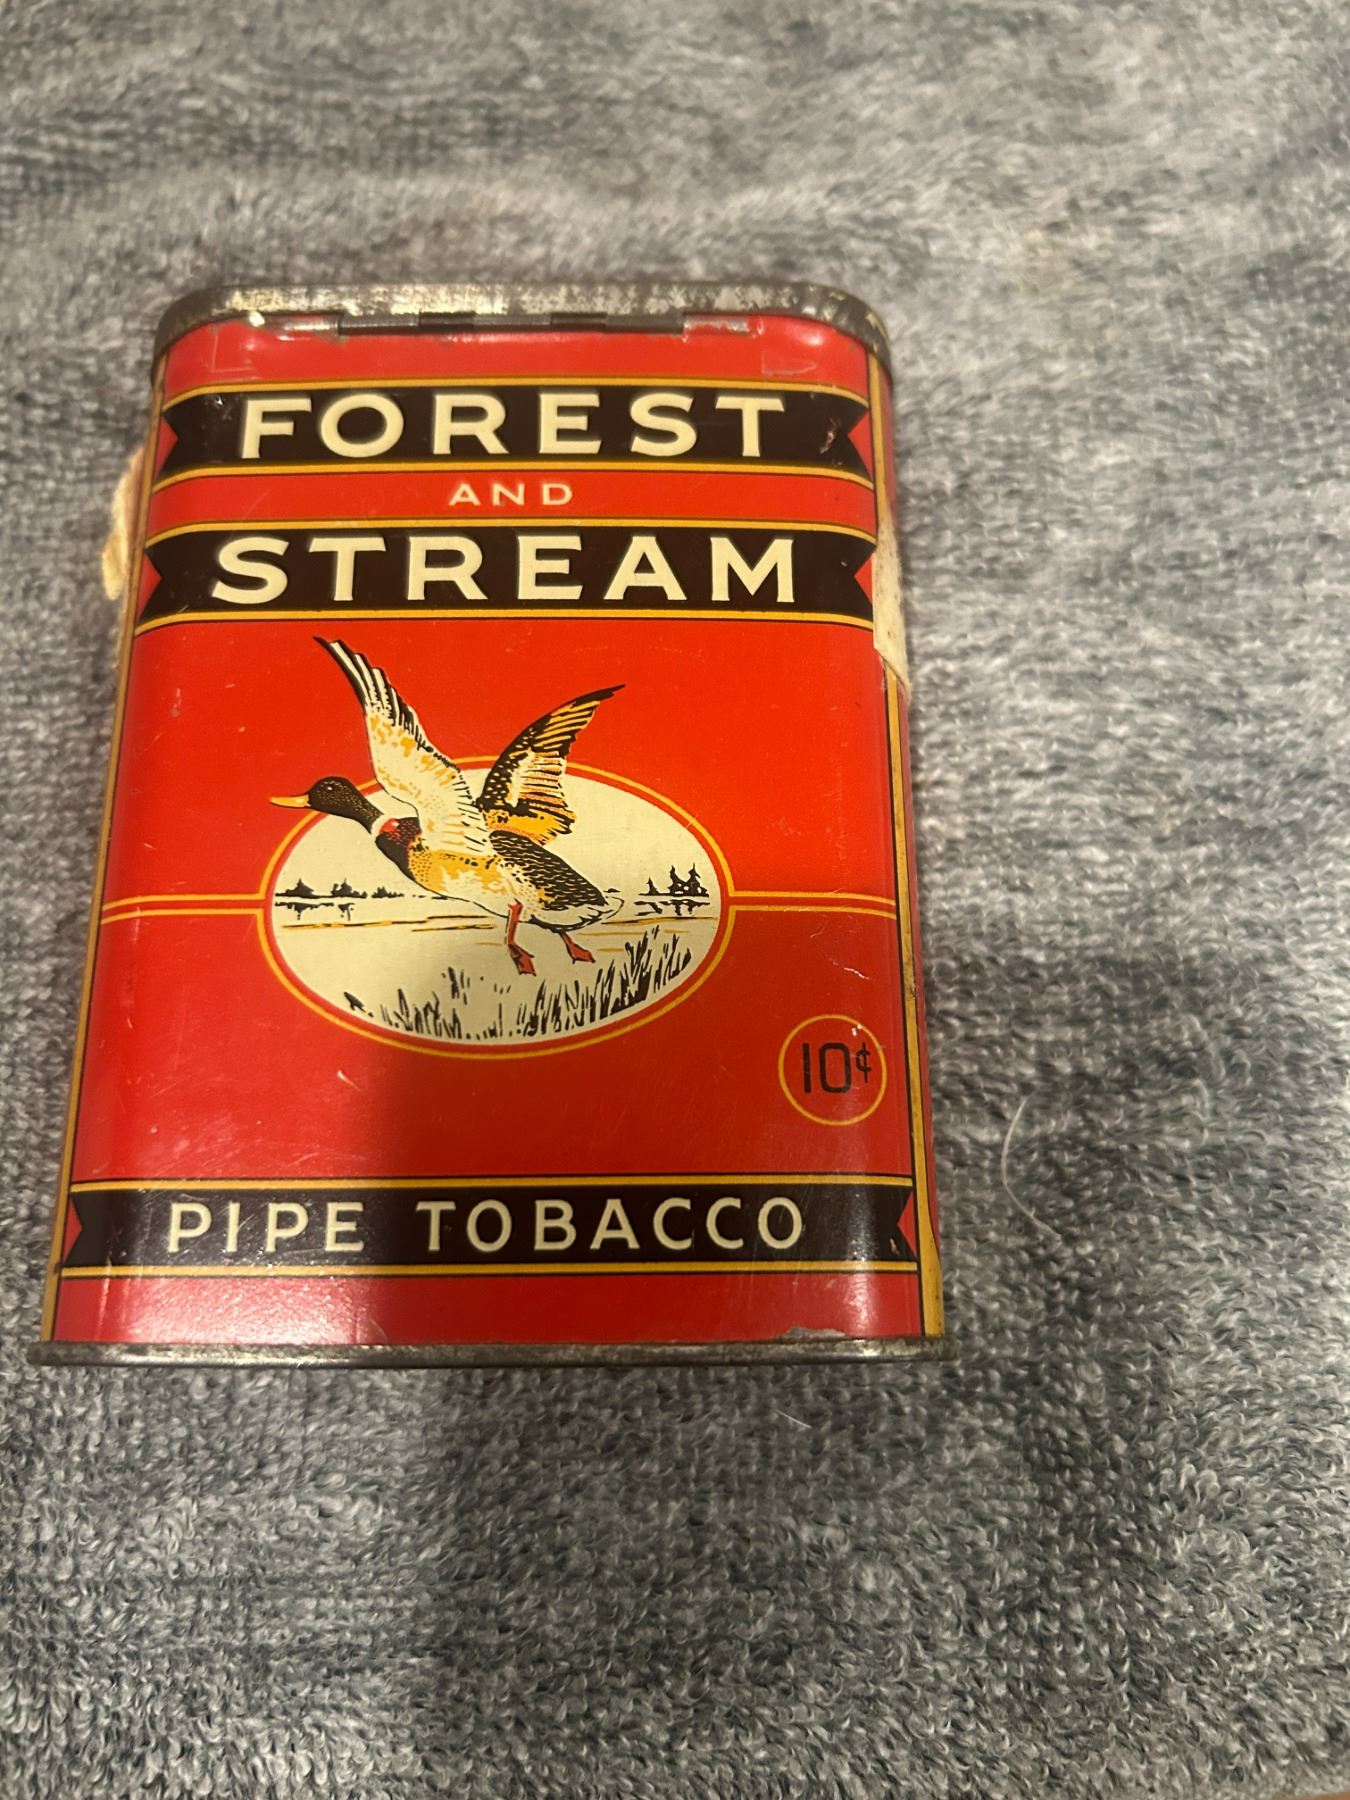 FOREST
AND
STREAM
10¢
PIPE TOBACCO